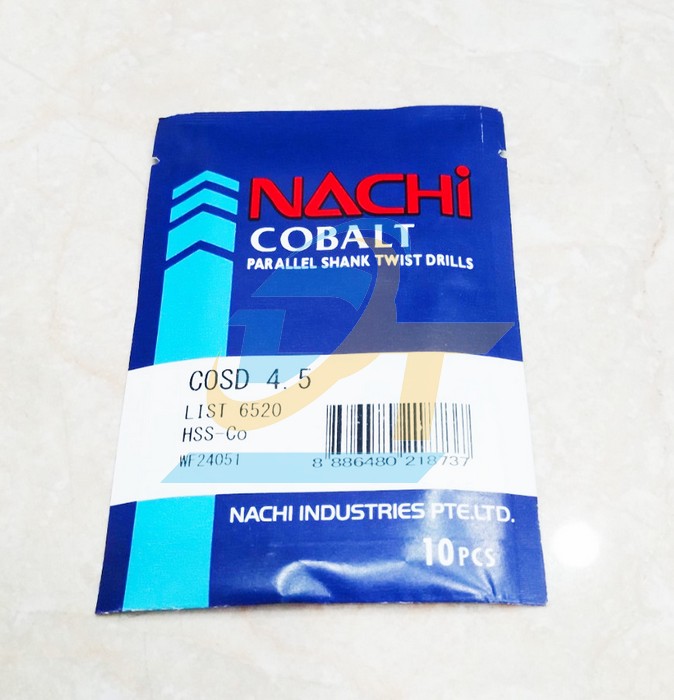 NACHi
COBALT
PARALLEL SHANK TWIST DRILLS
COSD 4.5
LIST 6520
HSS-Co
WF24051
8 886480 218737
NACHI INDUSTRIES PTE.LTD.
10PCS
DT